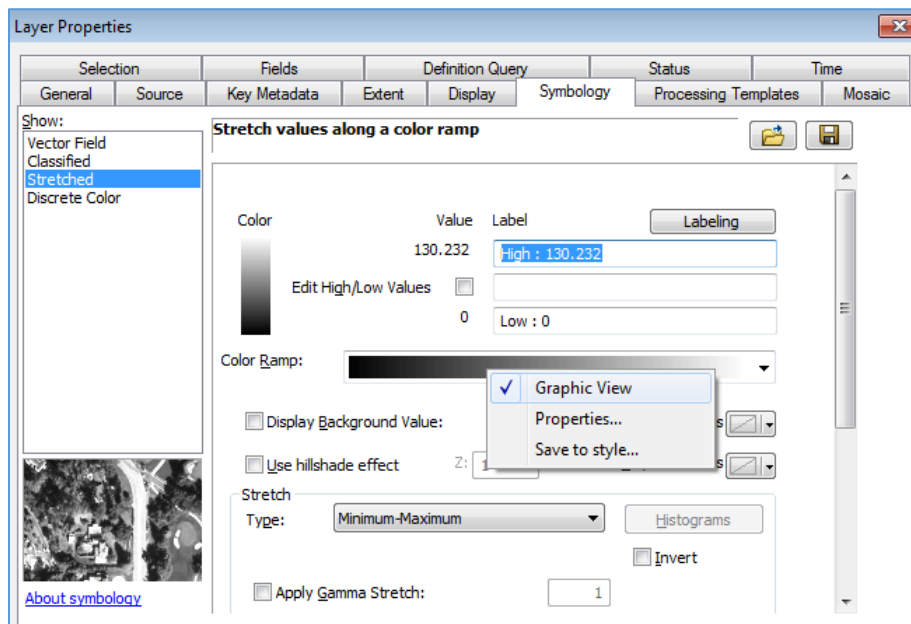 Layer Properties
Selection Fields Definition Query Status Time
General Source Key Metadata Extent Display Symbology Processing Templates Mosaic
Show:
Vector Field
Classified
Stretched
Discrete Color
About symbology
Stretch values along a color ramp
Color Value Label Labeling
130.232 High : 130.232
Edit High/Low Values
0 Low : 0
Color Ramp:
Graphic View
Properties...
Save to style...
Display Background Value:
Use hillshade effect Z:
Stretch
Type: Minimum-Maximum Histograms
Invert
Apply Gamma Stretch: 1